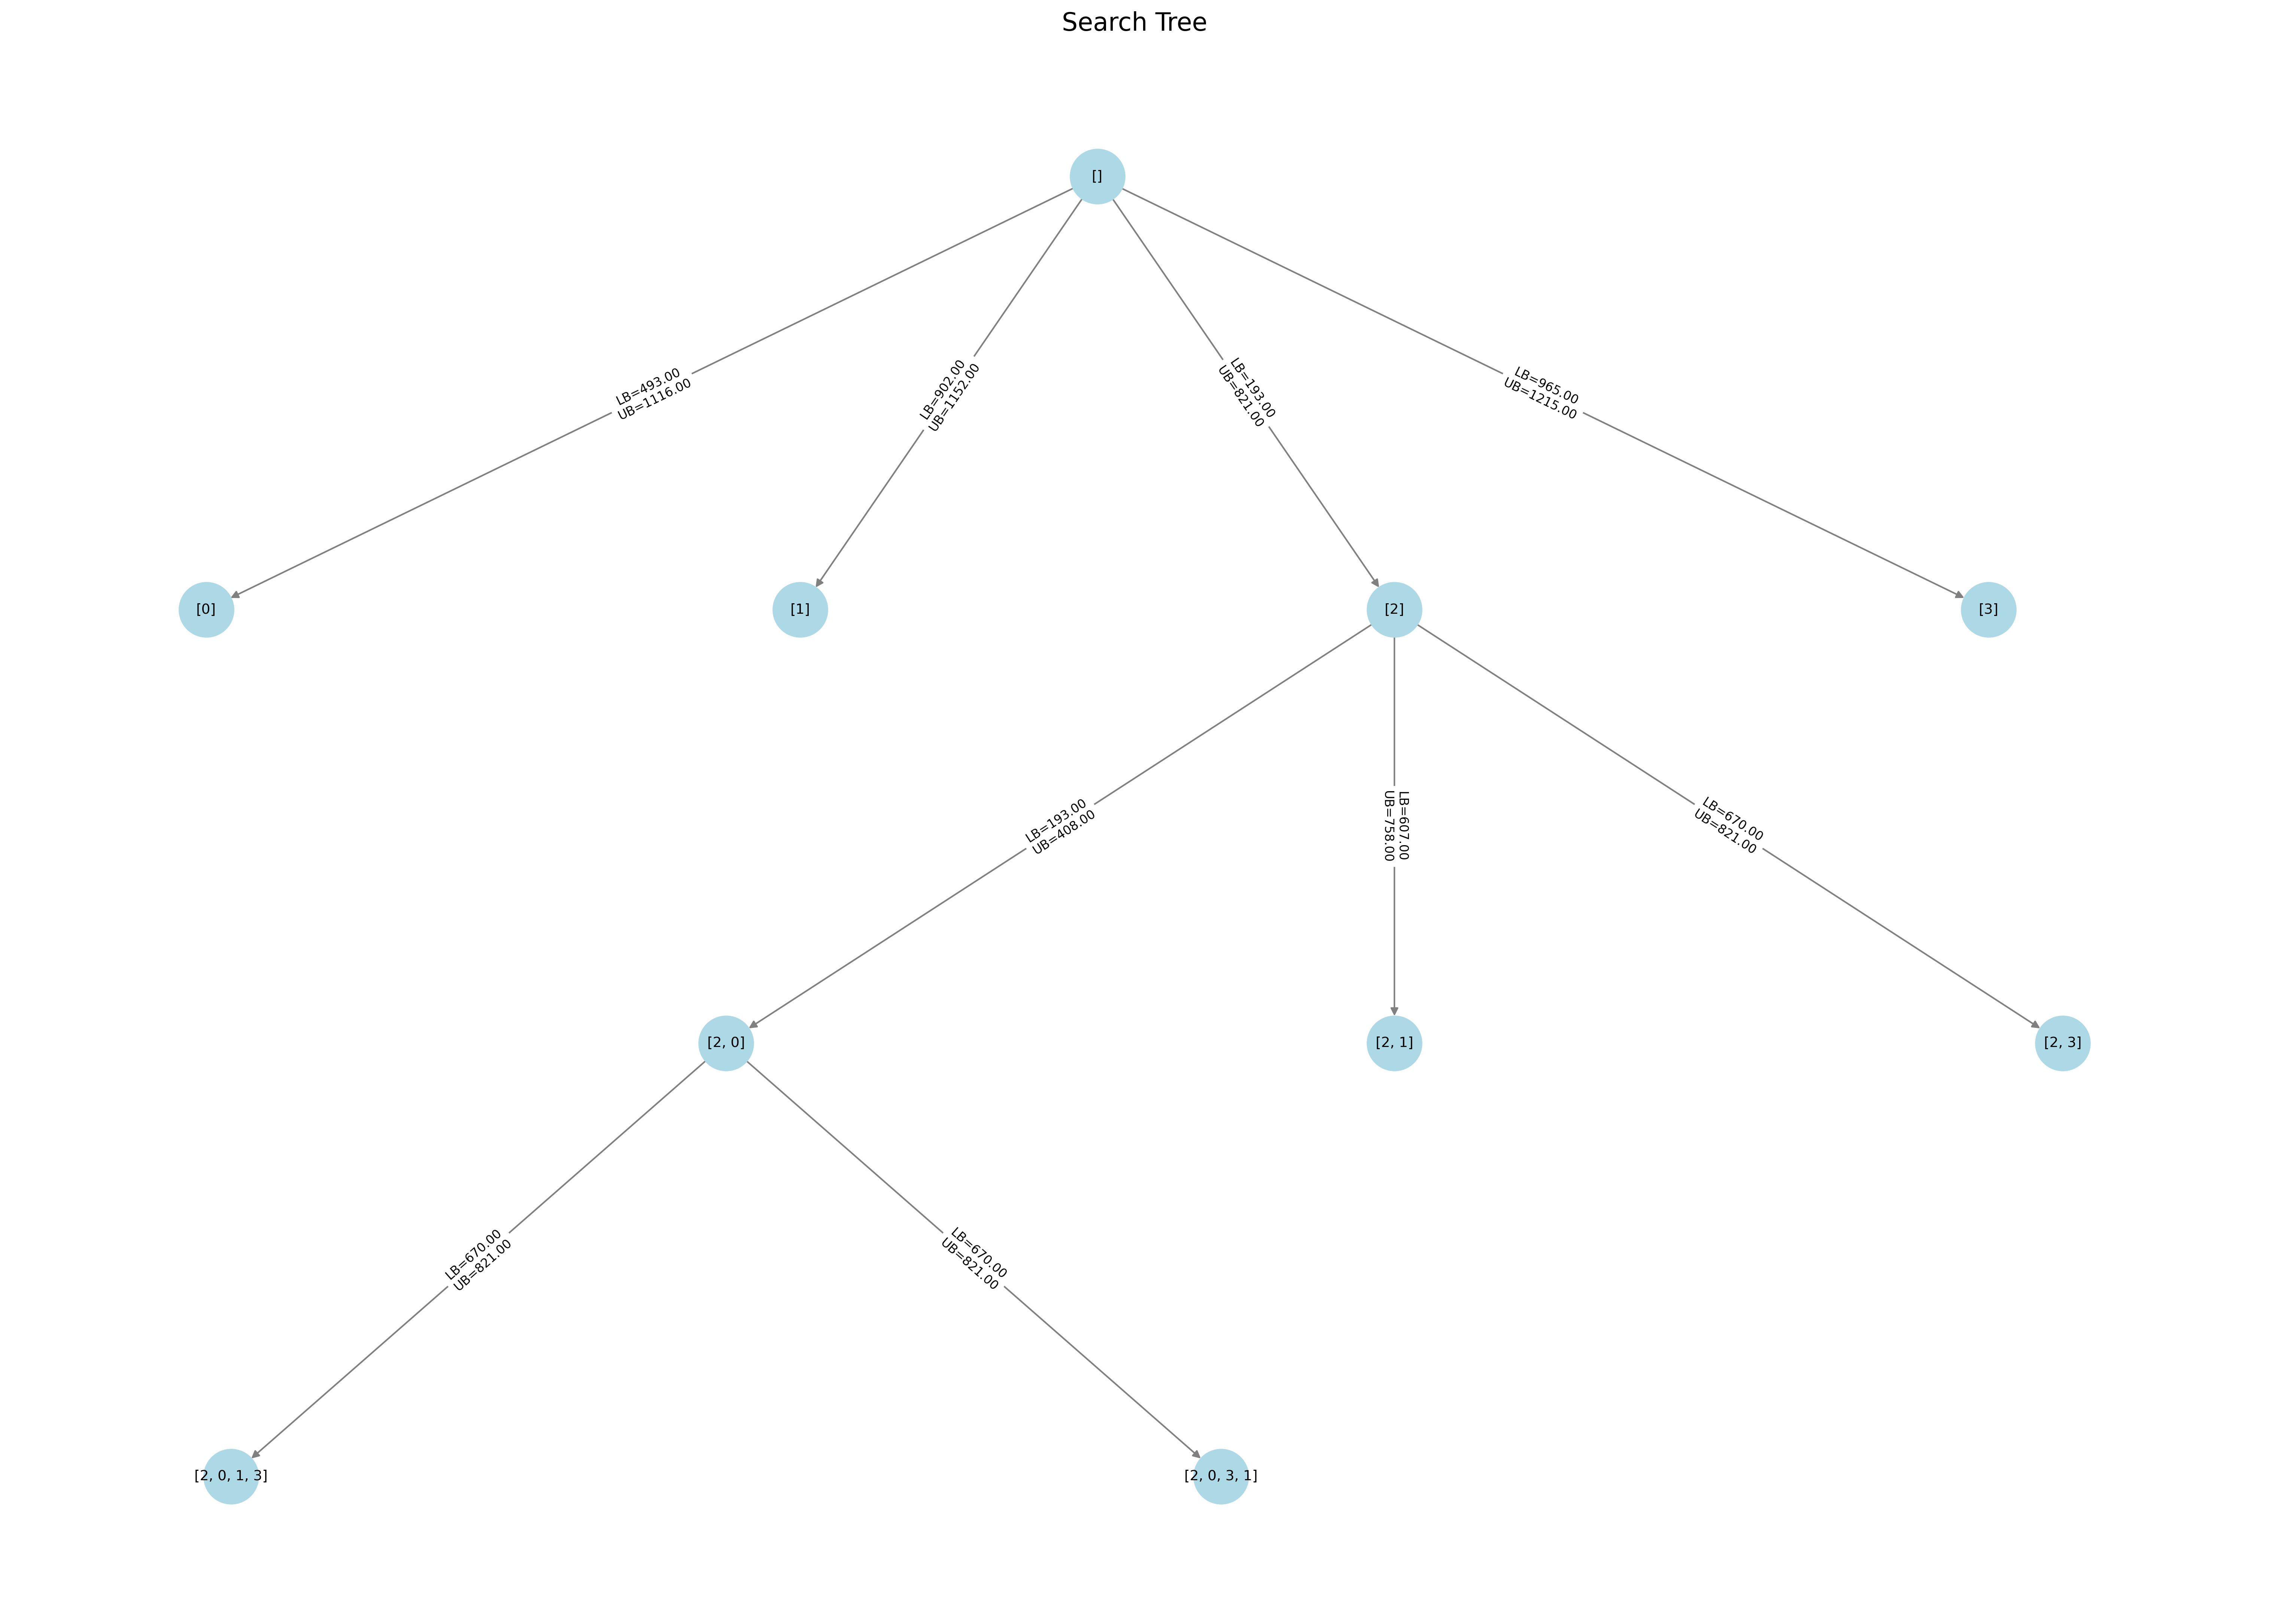 Search Tree
[]
LB=493.00
UB=1116.00
LB=902.00
UB=1152.00
LB=193.00
UB=821.00
LB=965.00
UB=1215.00
[0]
[1]
[2]
[3]
LB=193.00
UB=408.00
LB=607.00
UB=758.00
LB=670.00
UB=821.00
[2, 0]
[2, 1]
[2, 3]
LB=670.00
UB=821.00
LB=670.00
UB=821.00
[2, 0, 1, 3]
[2, 0, 3, 1]